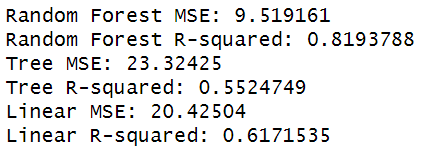 Random Forest MSE: 9.519161
Random Forest R-squared: 0.8193788
Tree MSE: 23.32425
Tree R-squared: 0.5524749
Linear MSE: 20.42504
Linear R-squared: 0.6171535